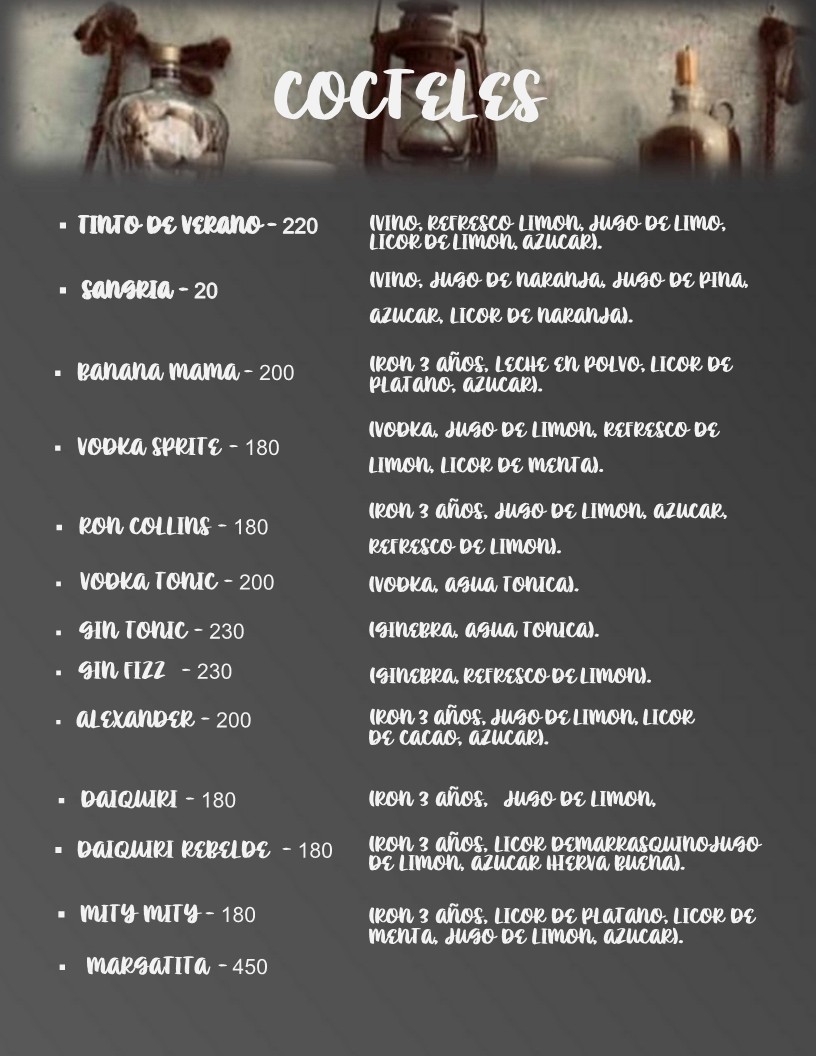 COCTELES
▪ TINTO DE VERANO - 220 (VINO, REFRESCO LIMON, JUGO DE LIMO,
LICOR DE LIMON, AZUCAR).
▪ SANGRIA - 20 (VINO, JUGO DE NARANJA, JUGO DE PINA,
AZUCAR, LICOR DE NARANJA).
▪ BANANA MAMA - 200 (RON 3 AÑOS, LECHE EN POLVO, LICOR DE
PLATANO, AZUCAR).
▪ VODKA SPRITE - 180 (VODKA, JUGO DE LIMON, REFRESCO DE
LIMON, LICOR DE MENTA).
▪ RON COLLINS - 180 (RON 3 AÑOS, JUGO DE LIMON, AZUCAR,
REFRESCO DE LIMON).
▪ VODKA TONIC - 200 (VODKA, AGUA TONICA).
▪ GIN TONIC - 230 (GINEBRA, AGUA TONICA).
▪ GIN FIZZ - 230 (GINEBRA, REFRESCO DE LIMON).
▪ ALEXANDER - 200 (RON 3 AÑOS, JUGO DE LIMON, LICOR
DE CACAO, AZUCAR).
▪ DAIQUIRI - 180 (RON 3 AÑOS, JUGO DE LIMON,
▪ DAIQUIRI REBELDE - 180 (RON 3 AÑOS, LICOR DEMARRASQUINOJUGO
DE LIMON, AZUCAR HIERVA BUENA).
▪ MITY MITY - 180 (RON 3 AÑOS, LICOR DE PLATANO, LICOR DE
MENTA, JUGO DE LIMON, AZUCAR).
▪ MARGATITA - 450